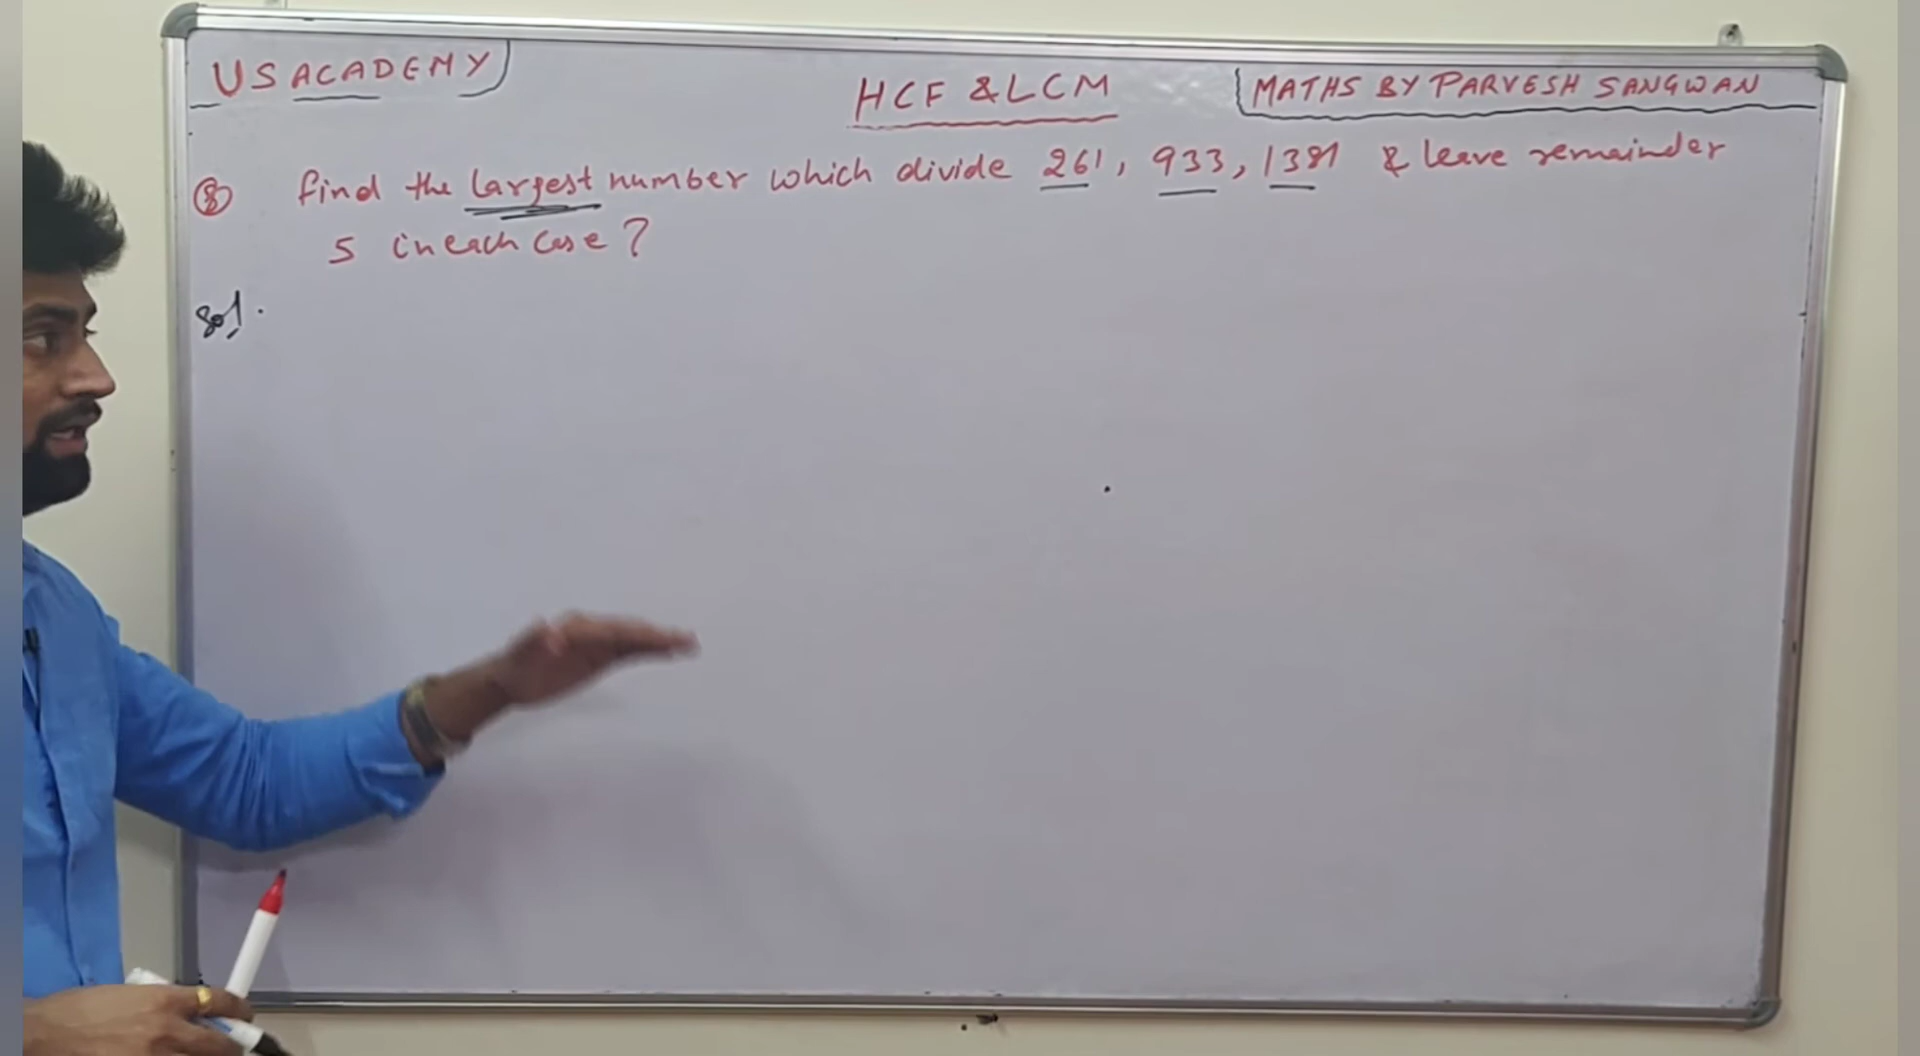 US ACADEMY
HCF & LCM
MATHS BY PARVESH SANGWAN
Q find the largest number which divide 261, 933, 1381 & leave remainder
5 in each case?
Sol.